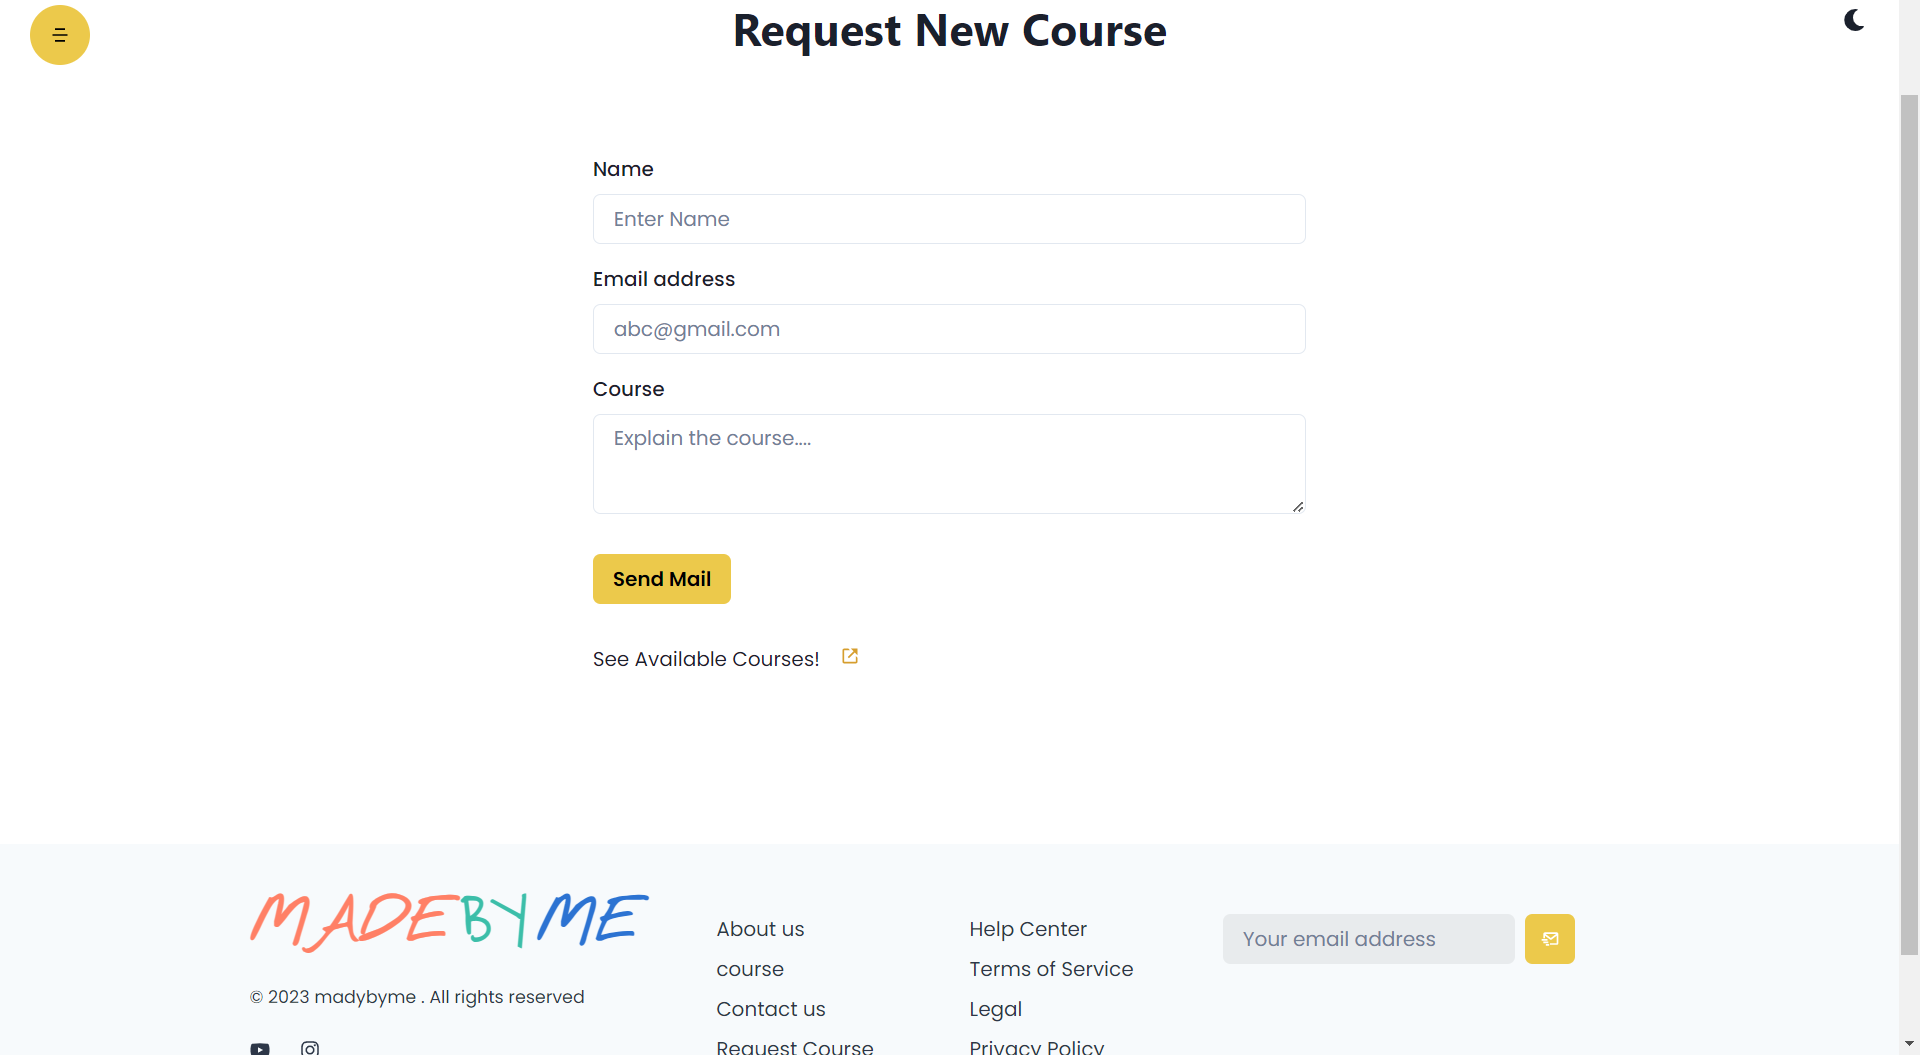 Request New Course
Name
Enter Name
Email address
abc@gmail.com
Course
Explain the course....
Send Mail
See Available Courses!
MADEBYME
© 2023 madybyme . All rights reserved
About us
course
Contact us
Request Course
Help Center
Terms of Service
Legal
Privacy Policy
Your email address